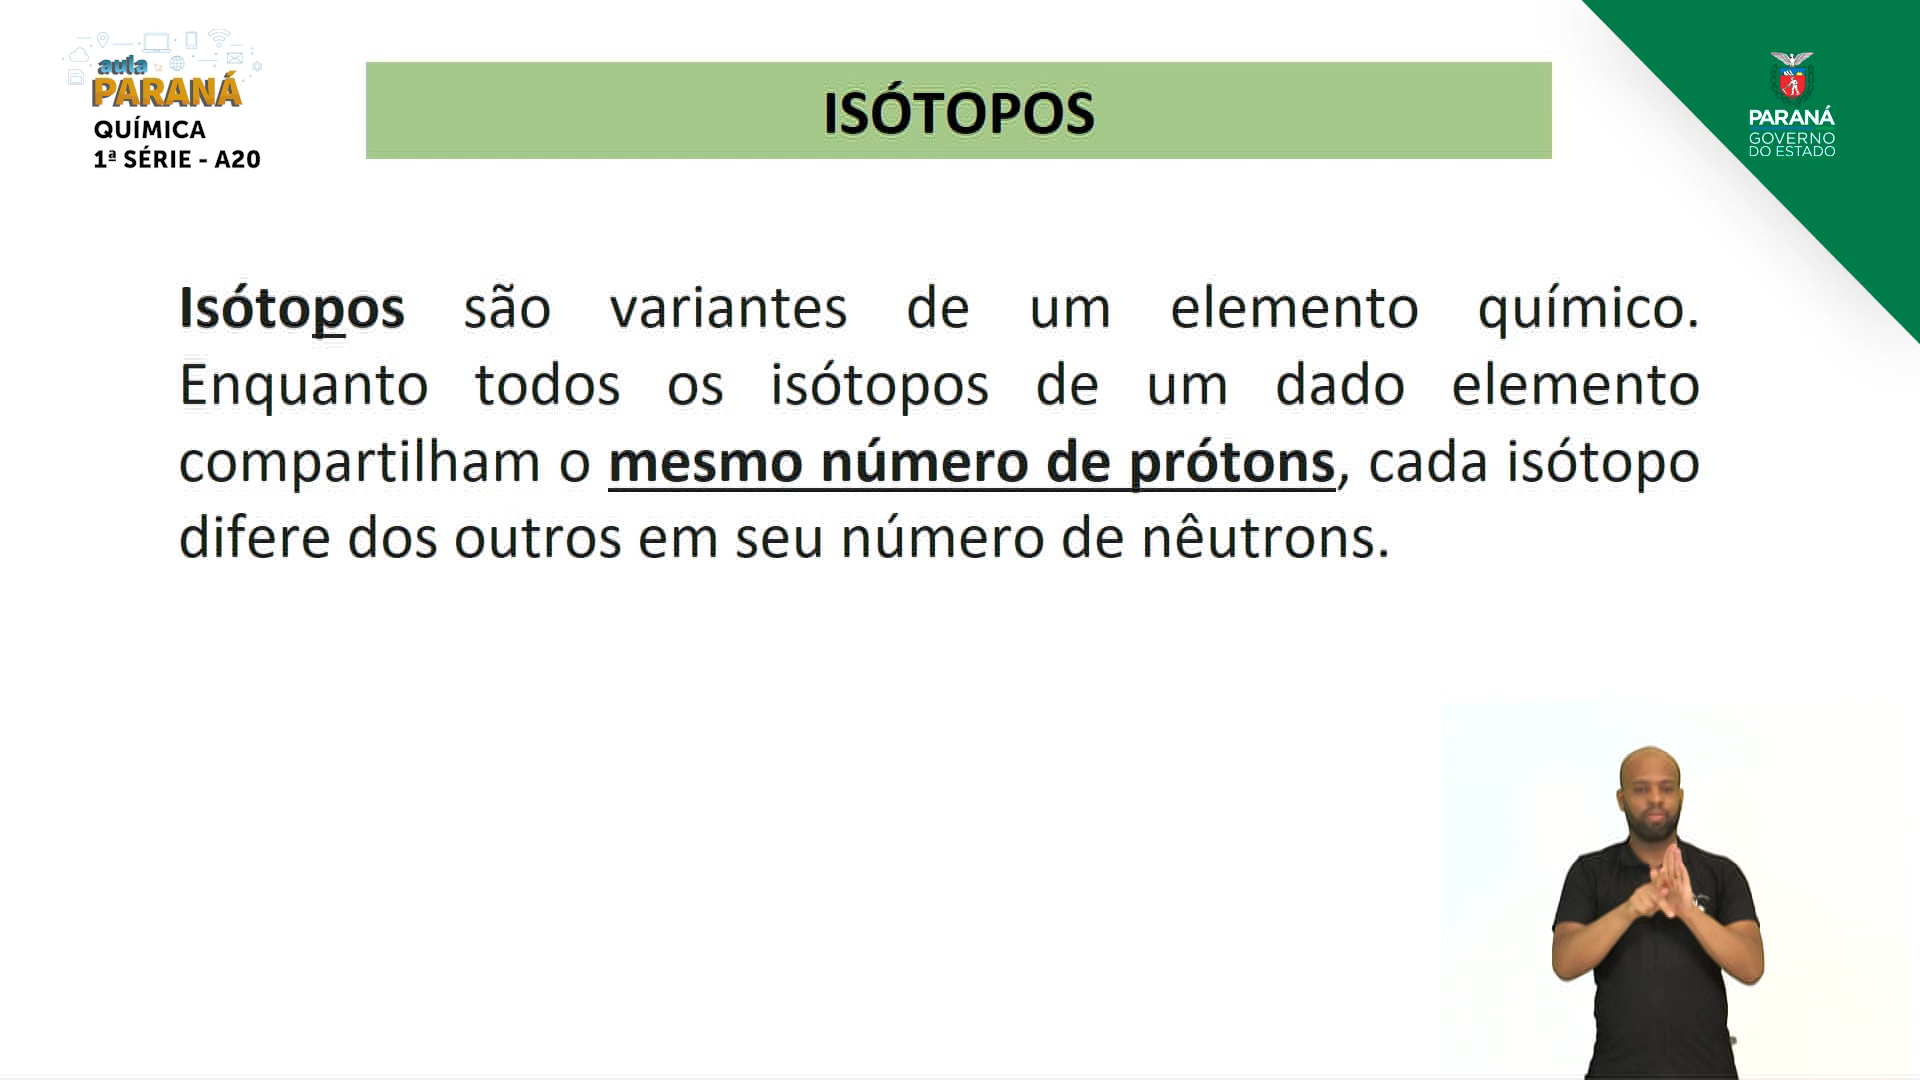 aula
PARANÁ
QUÍMICA
1ª SÉRIE - A20
ISÓTOPOS
PARANÁ
GOVERNO
DO ESTADO
Isótopos são variantes de um elemento químico.
Enquanto todos os isótopos de um dado elemento
compartilham o mesmo número de prótons, cada isótopo
difere dos outros em seu número de nêutrons.